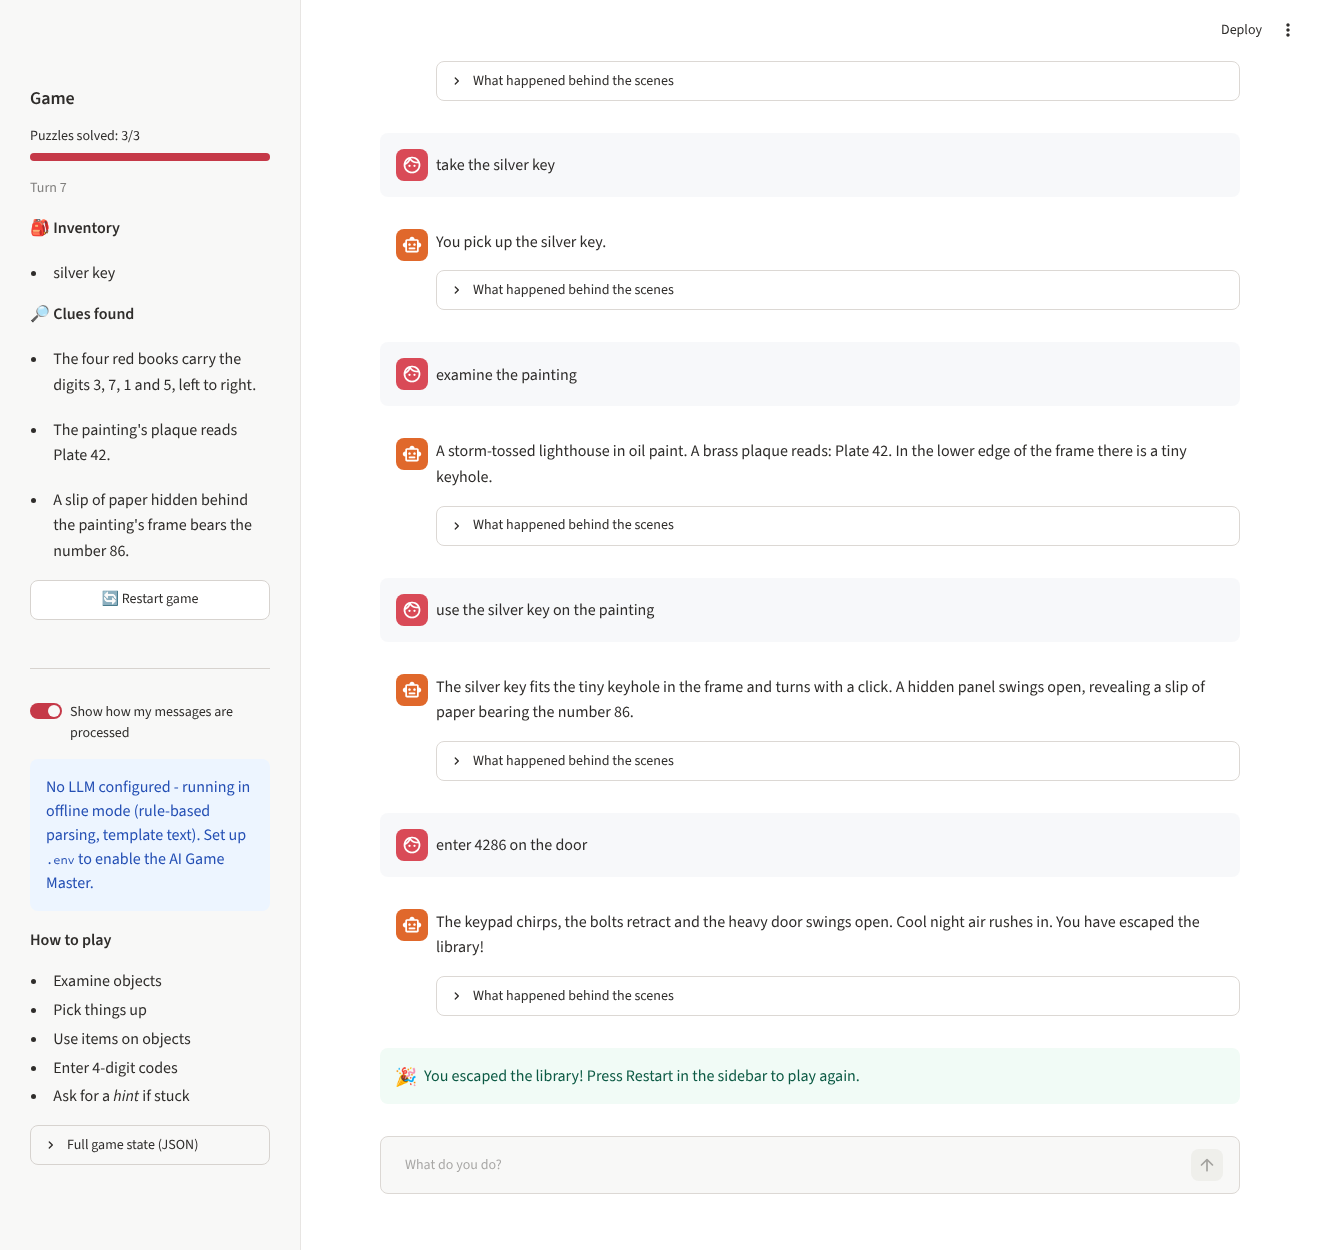 Deploy
Game
Puzzles solved: 3/3
Turn 7
🎒 Inventory
silver key
🔎 Clues found
The four red books carry the
digits 3, 7, 1 and 5, left to right.
The painting's plaque reads
Plate 42.
A slip of paper hidden behind
the painting's frame bears the
number 86.
🔄 Restart game
Show how my messages are
processed
No LLM configured - running in
offline mode (rule-based
parsing, template text). Set up
.env to enable the AI Game
Master.
How to play
Examine objects
Pick things up
Use items on objects
Enter 4-digit codes
Ask for a hint if stuck
Full game state (JSON)
What happened behind the scenes
take the silver key
You pick up the silver key.
What happened behind the scenes
examine the painting
A storm-tossed lighthouse in oil paint. A brass plaque reads: Plate 42. In the lower edge of the frame there is a tiny
keyhole.
What happened behind the scenes
use the silver key on the painting
The silver key fits the tiny keyhole in the frame and turns with a click. A hidden panel swings open, revealing a slip of
paper bearing the number 86.
What happened behind the scenes
enter 4286 on the door
The keypad chirps, the bolts retract and the heavy door swings open. Cool night air rushes in. You have escaped the
library!
What happened behind the scenes
🎉 You escaped the library! Press Restart in the sidebar to play again.
What do you do?